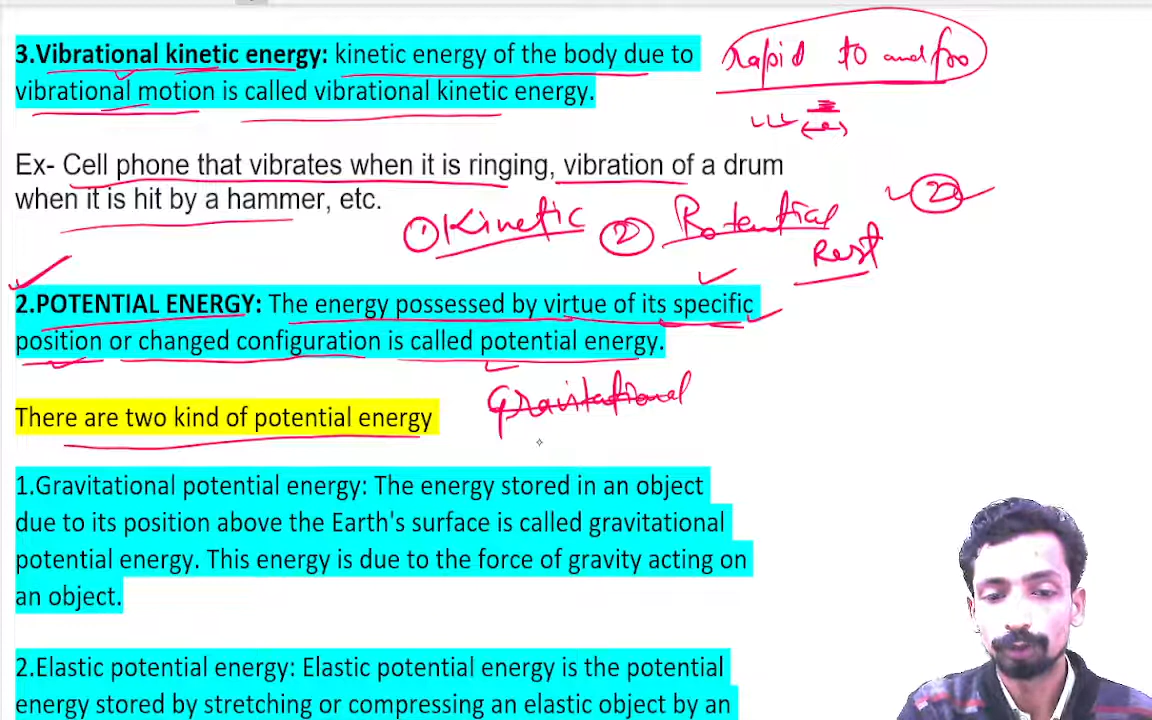 3.Vibrational kinetic energy: kinetic energy of the body due to
vibrational motion is called vibrational kinetic energy.
rapid to and fro
Ex- Cell phone that vibrates when it is ringing, vibration of a drum
when it is hit by a hammer, etc.
① Kinetic ② Potential
Rest
2.POTENTIAL ENERGY: The energy possessed by virtue of its specific
position or changed configuration is called potential energy.
Gravitational
There are two kind of potential energy
1.Gravitational potential energy: The energy stored in an object
due to its position above the Earth's surface is called gravitational
potential energy. This energy is due to the force of gravity acting on
an object.
2.Elastic potential energy: Elastic potential energy is the potential
energy stored by stretching or compressing an elastic object by an